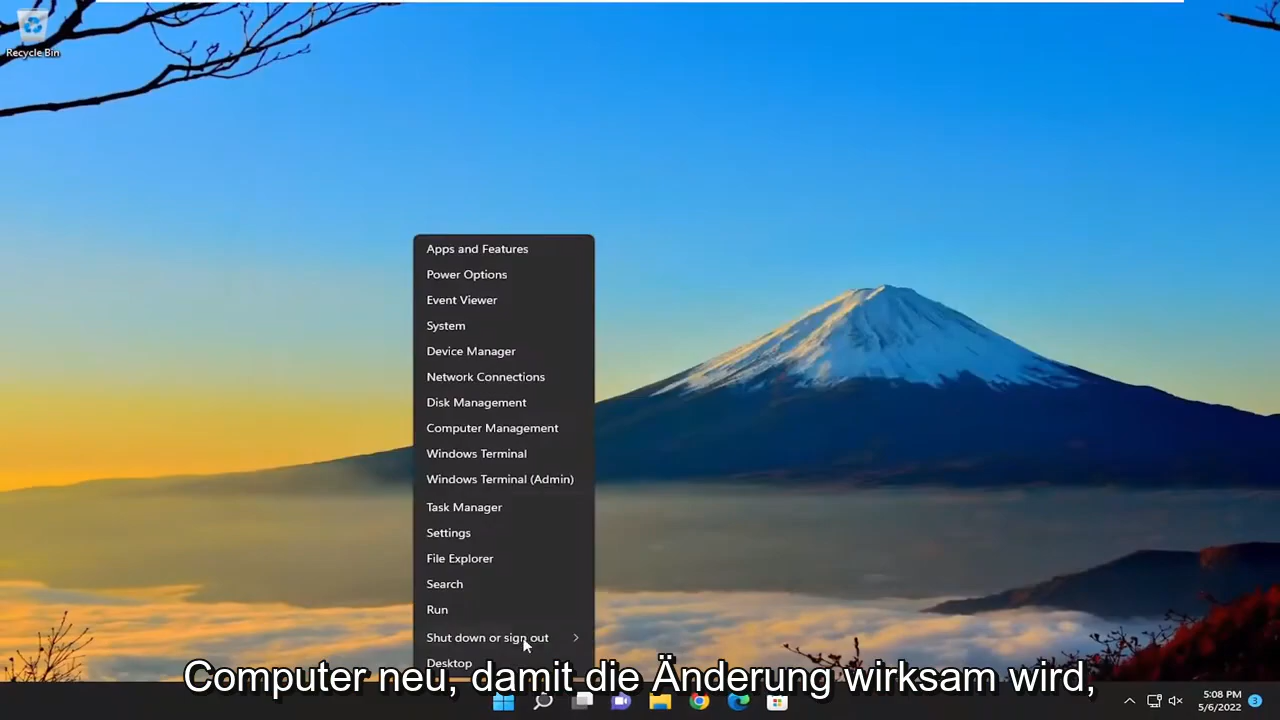 Recycle Bin
Apps and Features
Power Options
Event Viewer
System
Device Manager
Network Connections
Disk Management
Computer Management
Windows Terminal
Windows Terminal (Admin)
Task Manager
Settings
File Explorer
Search
Run
Shut down or sign out
Desktop
Computer neu, damit die Änderung wirksam wird,
5:08 PM
5/6/2022
3